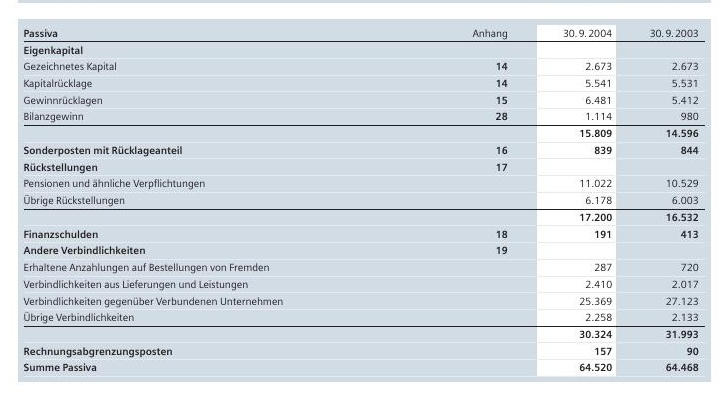 Passiva Anhang 30. 9. 2004 30. 9. 2003
Eigenkapital
Gezeichnetes Kapital 14 2.673 2.673
Kapitalrücklage 14 5.541 5.531
Gewinnrücklagen 15 6.481 5.412
Bilanzgewinn 28 1.114 980
15.809 14.596
Sonderposten mit Rücklageanteil 16 839 844
Rückstellungen 17
Pensionen und ähnliche Verpflichtungen 11.022 10.529
Übrige Rückstellungen 6.178 6.003
17.200 16.532
Finanzschulden 18 191 413
Andere Verbindlichkeiten 19
Erhaltene Anzahlungen auf Bestellungen von Fremden 287 720
Verbindlichkeiten aus Lieferungen und Leistungen 2.410 2.017
Verbindlichkeiten gegenüber Verbundenen Unternehmen 25.369 27.123
Übrige Verbindlichkeiten 2.258 2.133
30.324 31.993
Rechnungsabgrenzungsposten 157 90
Summe Passiva 64.520 64.468